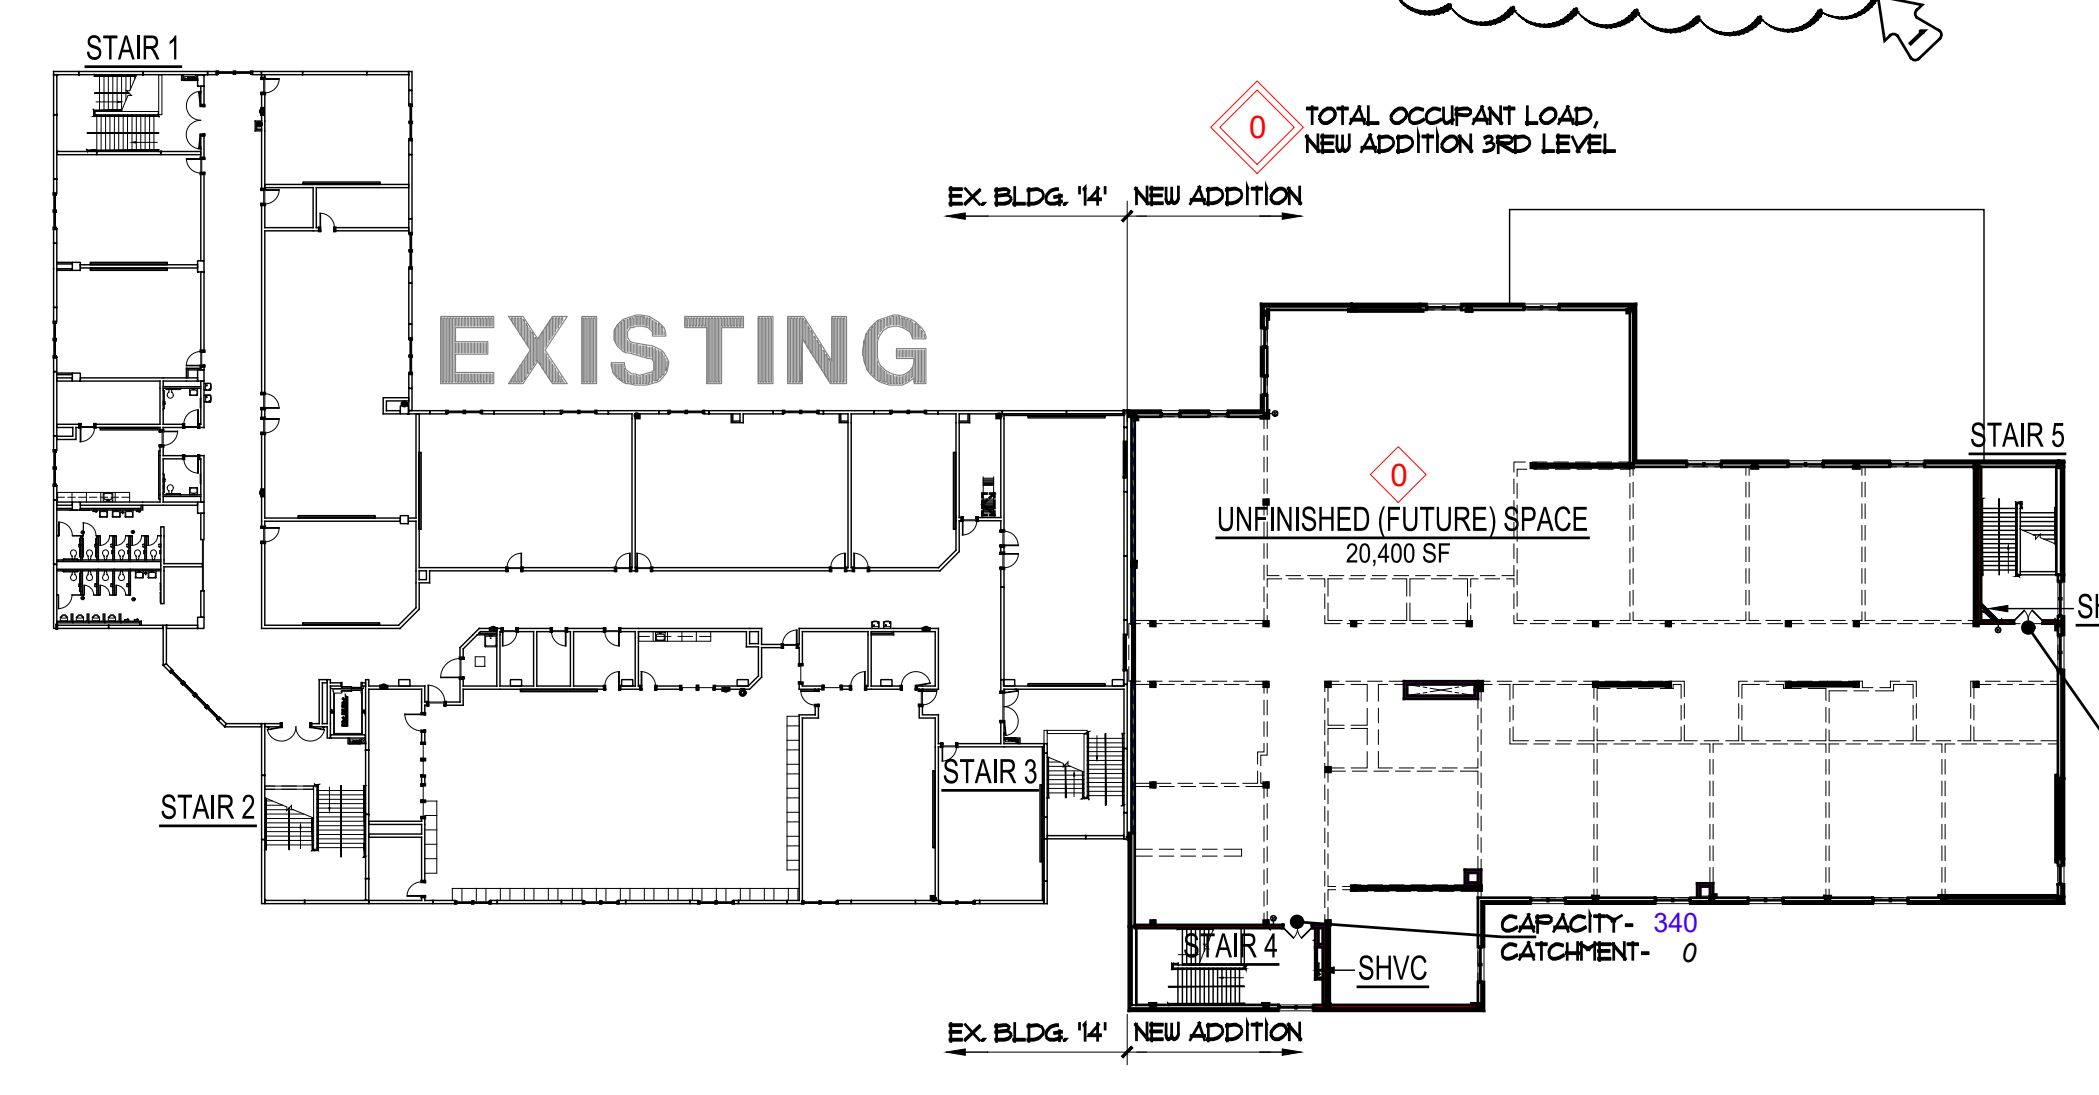 STAIR 1
0
TOTAL OCCUPANT LOAD,
NEW ADDITION 3RD LEVEL
EX. BLDG. '14' NEW ADDITION
EXISTING
STAIR 5
0
UNFINISHED (FUTURE) SPACE
20,400 SF
STAIR 3
STAIR 2
CAPACITY- 340
CATCHMENT- 0
STAIR 4
SHVC
EX. BLDG. '14' NEW ADDITION
1